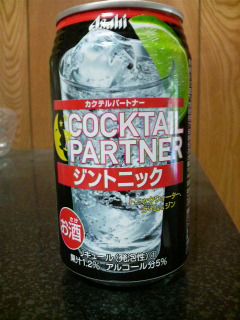 Asahi
カクテルパートナー
COCKTAIL
PARTNER
ジントニック
お酒
リキュール(発泡性)①
果汁1.2% アルコール分5%